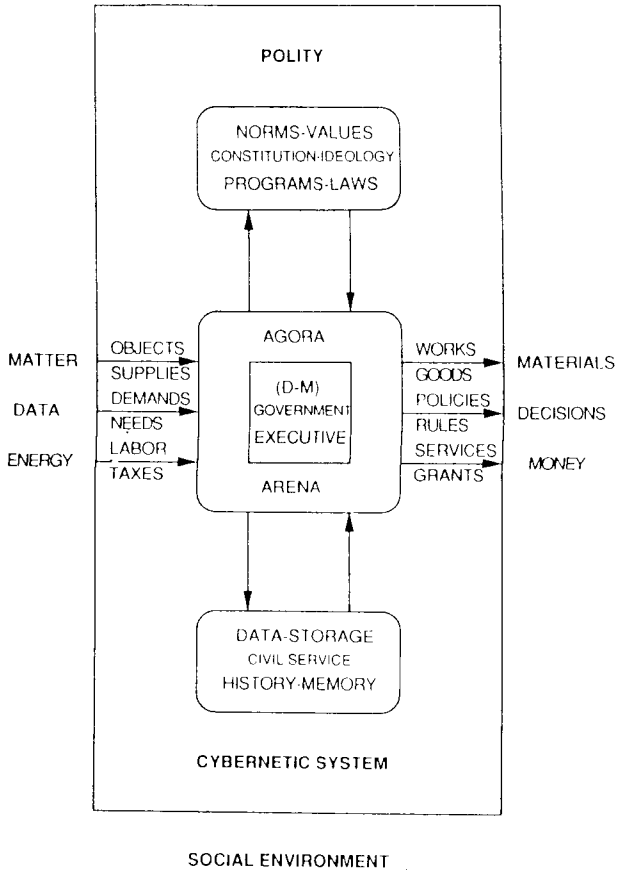 POLITY
NORMS-VALUES
CONSTITUTION-IDEOLOGY
PROGRAMS-LAWS
AGORA
(D-M)
GOVERNMENT
EXECUTIVE
ARENA
MATTER
OBJECTS
SUPPLIES
DATA
DEMANDS
NEEDS
ENERGY
LABOR
TAXES
WORKS
GOODS
MATERIALS
POLICIES
RULES
DECISIONS
SERVICES
GRANTS
MONEY
DATA-STORAGE
CIVIL SERVICE
HISTORY-MEMORY
CYBERNETIC SYSTEM
SOCIAL ENVIRONMENT